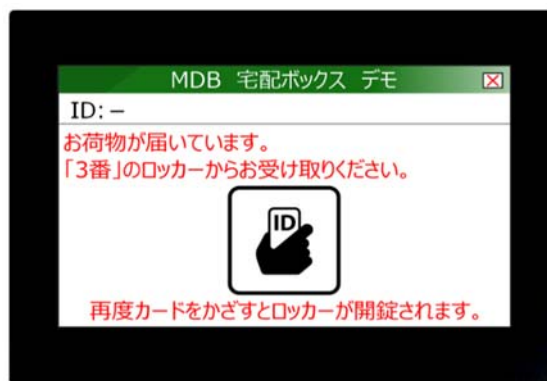 MDB 宅配ボックス デモ
ID: –
お荷物が届いています。
「3番」のロッカーからお受け取りください。
ID
再度カードをかざすとロッカーが開錠されます。